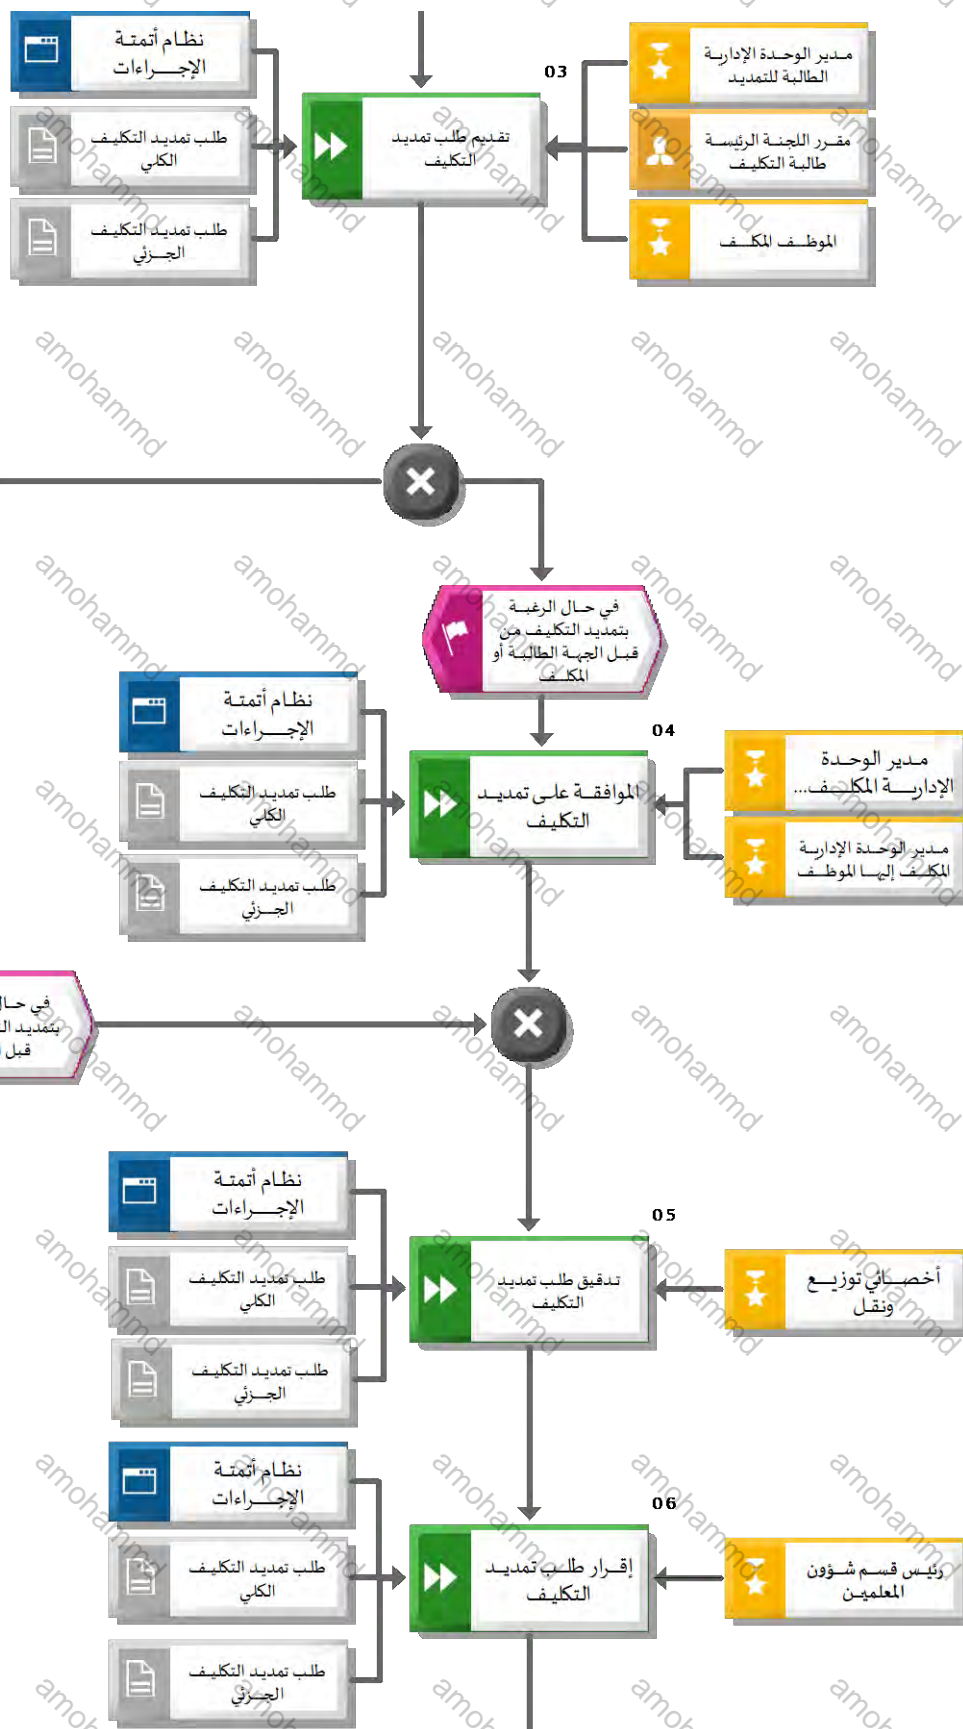 نظام أتمتة
الإجراءات
طلب تمديد التكليف
الكلي
طلب تمديد التكليف
الجزئي
تقديم طلب تمديد
التكليف
03
مدير الوحدة الإدارية
الطالبة للتمديد
مقرر اللجنة الرئيسة
طالبة التكليف
الموظف المكلف
في حال الرغبة
بتمديد التكليف من
قبل الجهة الطالبة أو
المكلف
نظام أتمتة
الإجراءات
طلب تمديد التكليف
الكلي
طلب تمديد التكليف
الجزئي
الموافقة على تمديد
التكليف
04
مدير الوحدة
الإدارية المكلف...
مدير الوحدة الإدارية
المكلف إليها الموظف
في حال
بتمديد ال
قبل ا
نظام أتمتة
الإجراءات
طلب تمديد التكليف
الكلي
طلب تمديد التكليف
الجزئي
تدقيق طلب تمديد
التكليف
05
أخصائي توزيع
ونقل
نظام أتمتة
الإجراءات
طلب تمديد التكليف
الكلي
طلب تمديد التكليف
الجزئي
إقرار طلب تمديد
التكليف
06
رئيس قسم شؤون
المعلمين
amohammd